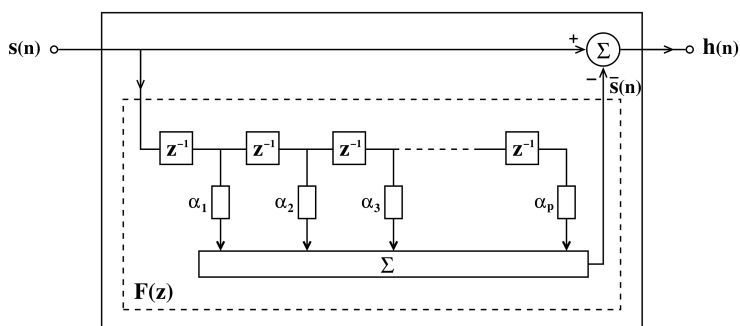 s(n) + Σ h(n)
− s̄(n)
z⁻¹ z⁻¹ z⁻¹ z⁻¹
α₁ α₂ α₃ αₚ
Σ
F(z)